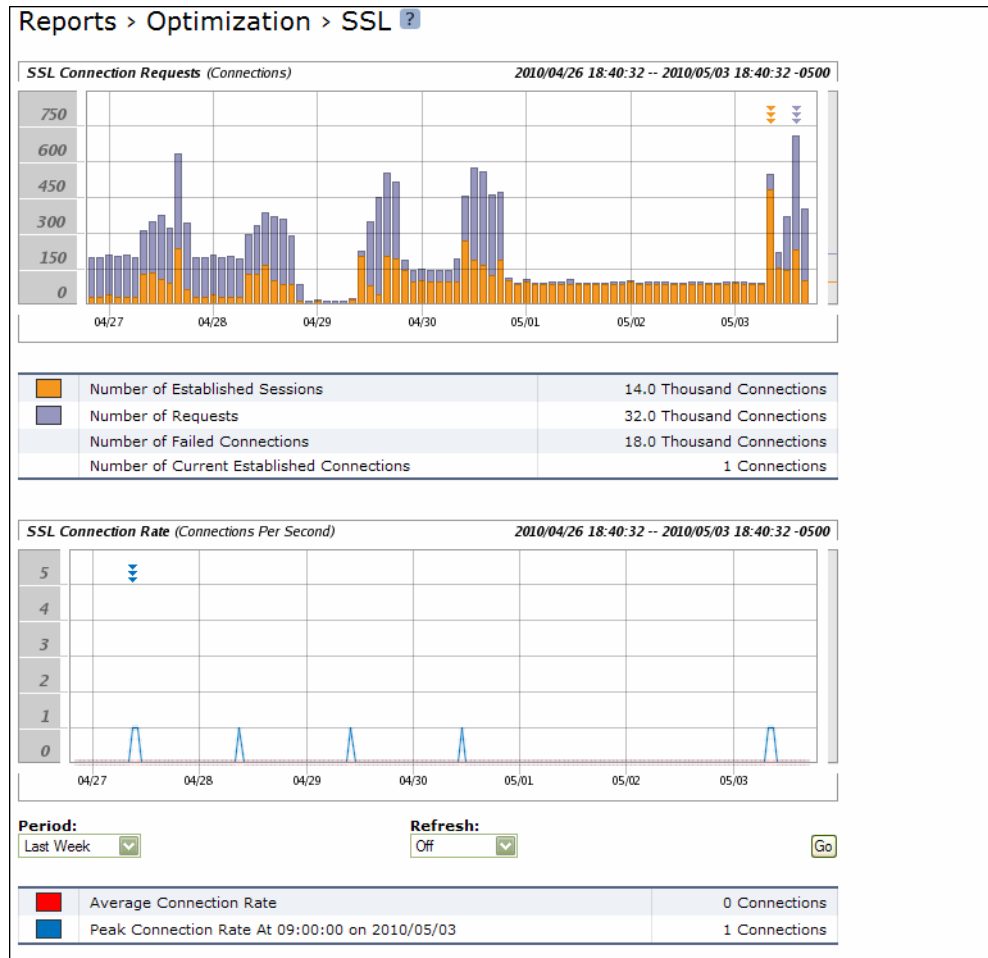 Reports › Optimization › SSL ?
SSL Connection Requests (Connections) 2010/04/26 18:40:32 -- 2010/05/03 18:40:32 -0500
750
600
450
300
150
0
04/27 04/28 04/29 04/30 05/01 05/02 05/03
Number of Established Sessions 14.0 Thousand Connections
Number of Requests 32.0 Thousand Connections
Number of Failed Connections 18.0 Thousand Connections
Number of Current Established Connections 1 Connections
SSL Connection Rate (Connections Per Second) 2010/04/26 18:40:32 -- 2010/05/03 18:40:32 -0500
5
4
3
2
1
0
04/27 04/28 04/29 04/30 05/01 05/02 05/03
Period: Refresh:
Last Week Off Go
Average Connection Rate 0 Connections
Peak Connection Rate At 09:00:00 on 2010/05/03 1 Connections